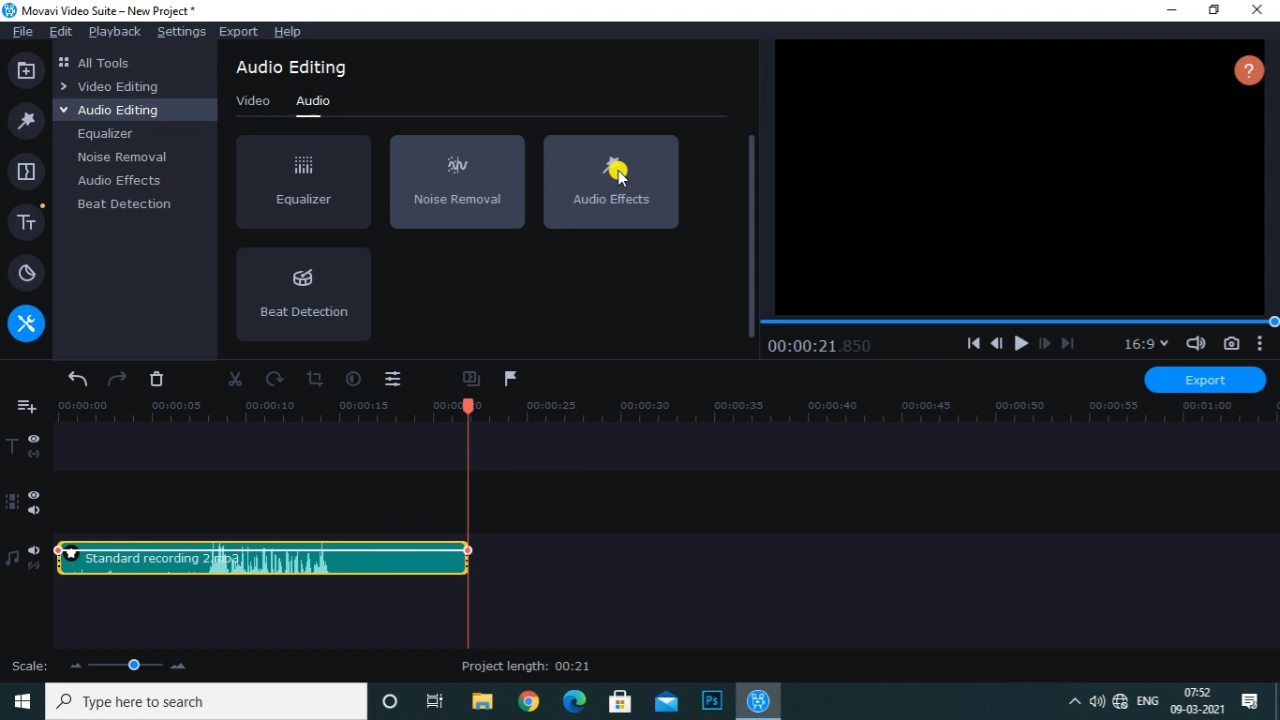 Movavi Video Suite – New Project *
File Edit Playback Settings Export Help
All Tools
Video Editing
Audio Editing
Equalizer
Noise Removal
Audio Effects
Beat Detection
Audio Editing
Video Audio
Equalizer
Noise Removal
Audio Effects
Beat Detection
?
00:00:21.850
16:9
Export
00:00:00 00:00:05 00:00:10 00:00:15 00:00:25 00:00:30 00:00:35 00:00:40 00:00:45 00:00:50 00:00:55 00:01:00
Standard recording 2.mp3
Scale:
Project length: 00:21
Type here to search
Ps
ENG
07:52
09-03-2021